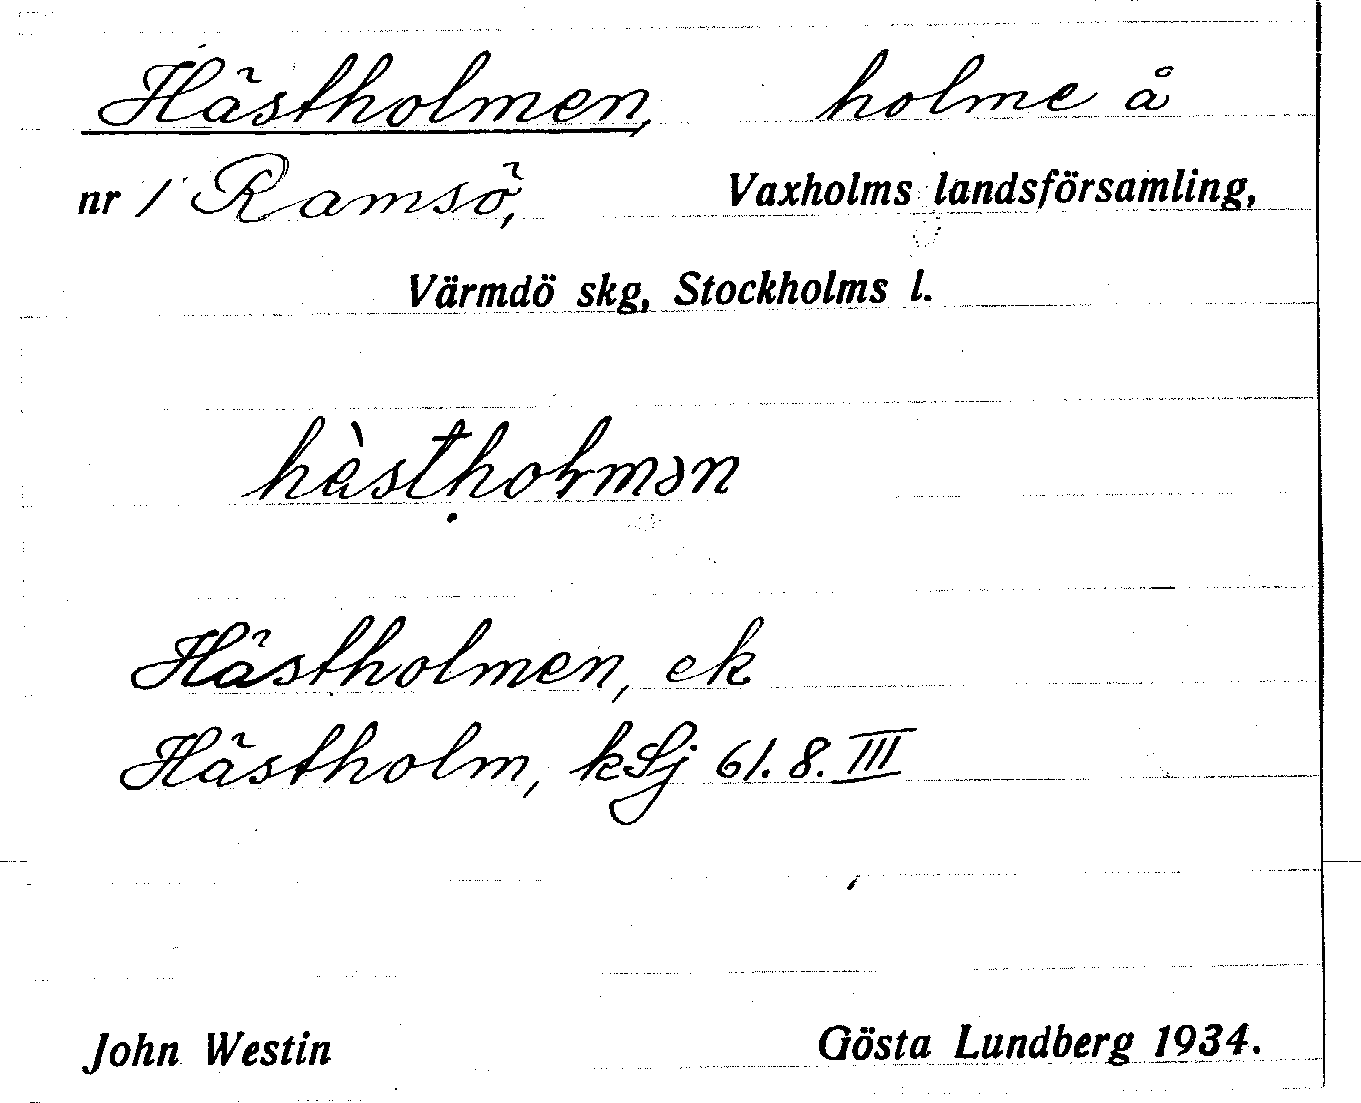 Hästholmen, holme å
nr 1 Ramsö, Vaxholms landsförsamling,
Värmdö skg, Stockholms l.
hàstholmən
Hästholmen, ek
Hästholm, kSj 61. 8. III
John Westin Gösta Lundberg 1934.